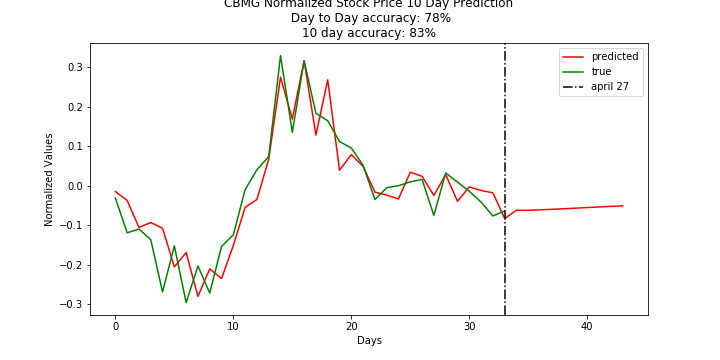 CBMG Normalized Stock Price 10 Day Prediction
Day to Day accuracy: 78%
10 day accuracy: 83%
predicted
true
april 27
Normalized Values
0.3
0.2
0.1
0.0
−0.1
−0.2
−0.3
0
10
20
30
40
Days